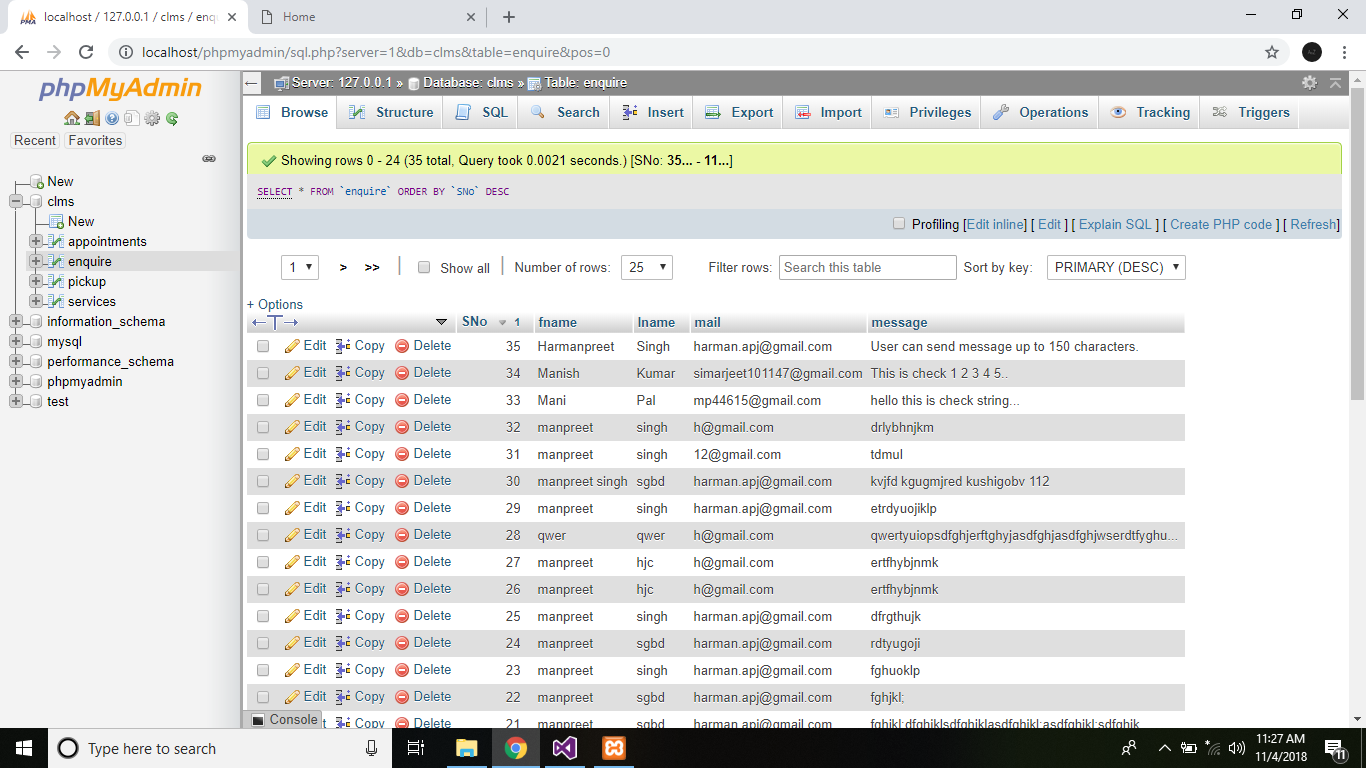 localhost / 127.0.0.1 / clms / enq
Home
localhost/phpmyadmin/sql.php?server=1&db=clms&table=enquire&pos=0
phpMyAdmin
Recent Favorites
New
clms
New
appointments
enquire
pickup
services
information_schema
mysql
performance_schema
phpmyadmin
test
Server: 127.0.0.1 » Database: clms » Table: enquire
Browse Structure SQL Search Insert Export Import Privileges Operations Tracking Triggers
Showing rows 0 - 24 (35 total, Query took 0.0021 seconds.) [SNo: 35... - 11...]
SELECT * FROM `enquire` ORDER BY `SNo` DESC
Profiling [Edit inline] [ Edit ] [ Explain SQL ] [ Create PHP code ] [ Refresh]
1 > >> Show all Number of rows: 25 Filter rows: Search this table Sort by key: PRIMARY (DESC)
+ Options
SNo 1 fname lname mail message
Edit Copy Delete 35 Harmanpreet Singh harman.apj@gmail.com User can send message up to 150 characters.
Edit Copy Delete 34 Manish Kumar simarjeet101147@gmail.com This is check 1 2 3 4 5..
Edit Copy Delete 33 Mani Pal mp44615@gmail.com hello this is check string...
Edit Copy Delete 32 manpreet singh h@gmail.com drlybhnjkm
Edit Copy Delete 31 manpreet singh 12@gmail.com tdmul
Edit Copy Delete 30 manpreet singh sgbd harman.apj@gmail.com kvjfd kgugmjred kushigobv 112
Edit Copy Delete 29 manpreet singh harman.apj@gmail.com etrdyuojiklp
Edit Copy Delete 28 qwer qwer h@gmail.com qwertyuiopsdfghjerftghyjasdfghjasdfghjwserdtfyghu...
Edit Copy Delete 27 manpreet hjc h@gmail.com ertfhybjnmk
Edit Copy Delete 26 manpreet hjc h@gmail.com ertfhybjnmk
Edit Copy Delete 25 manpreet singh harman.apj@gmail.com dfrgthujk
Edit Copy Delete 24 manpreet sgbd harman.apj@gmail.com rdtyugoji
Edit Copy Delete 23 manpreet singh harman.apj@gmail.com fghuoklp
Edit Copy Delete 22 manpreet sgbd harman.apj@gmail.com fghjkl;
Copy Delete 21 manpreet sgbd harman.apj@gmail.com
Console
Type here to search
11:27 AM
11/4/2018
11